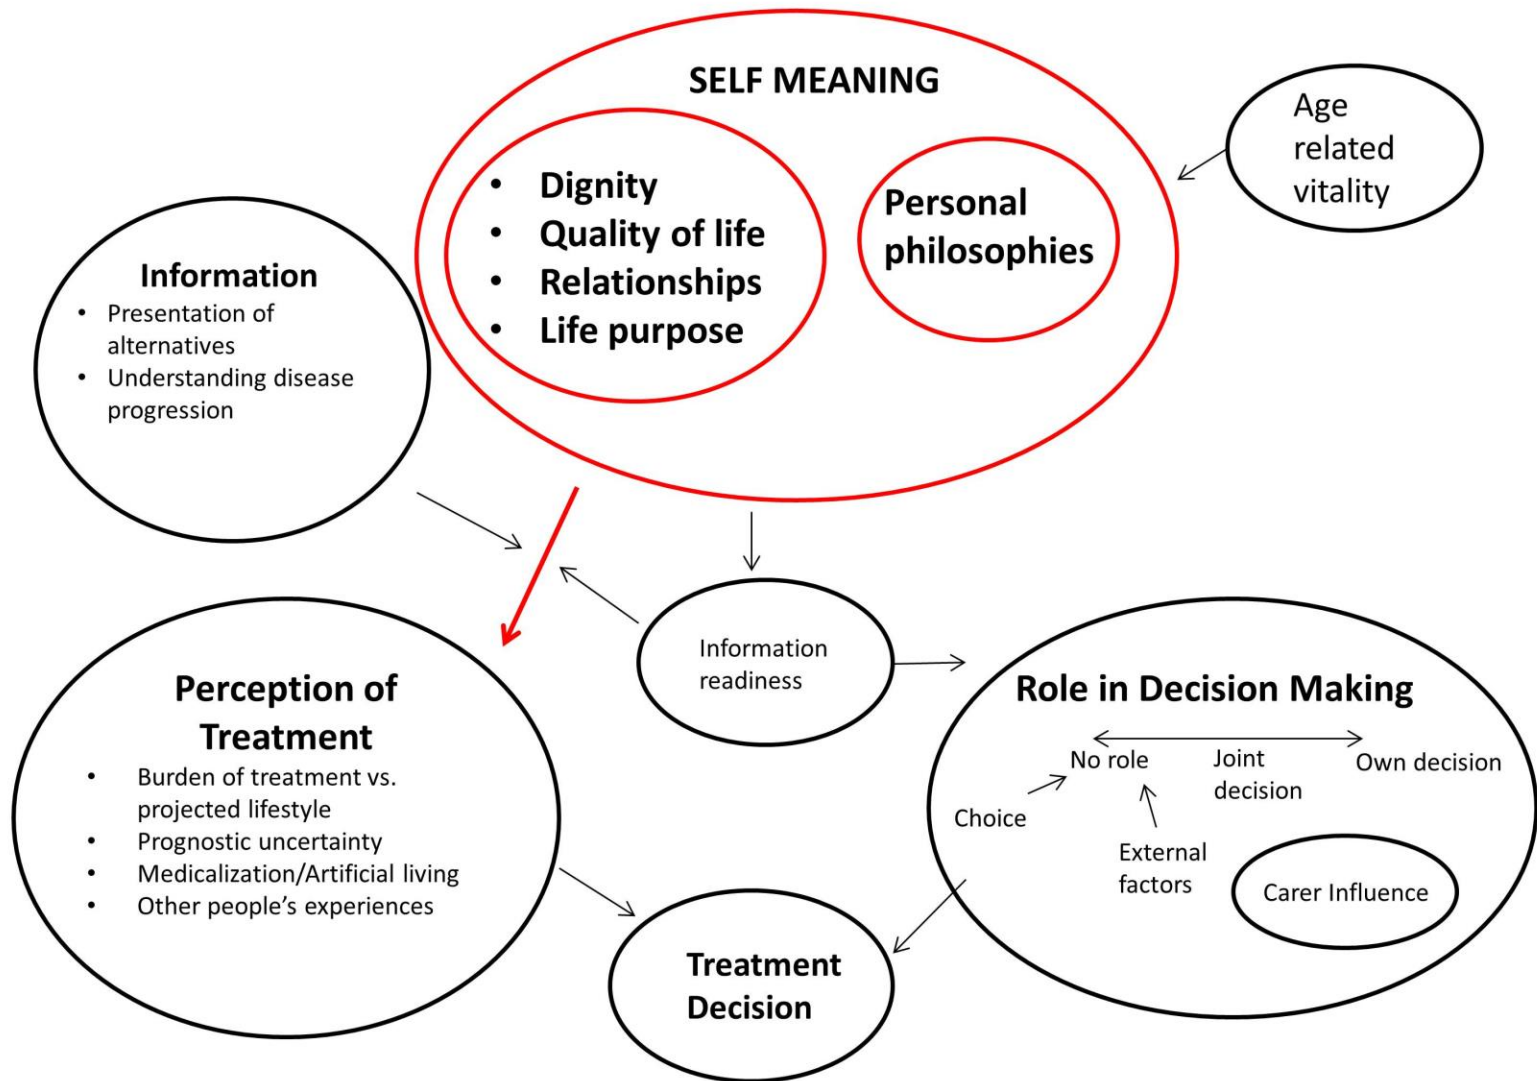 SELF MEANING
• Dignity
• Quality of life
• Relationships
• Life purpose
Personal
philosophies
Age
related
vitality
Information
• Presentation of
alternatives
• Understanding disease
progression
Information
readiness
Perception of
Treatment
• Burden of treatment vs.
projected lifestyle
• Prognostic uncertainty
• Medicalization/Artificial living
• Other people’s experiences
Role in Decision Making
No role
Joint
decision
Own decision
Choice
External
factors
Carer Influence
Treatment
Decision